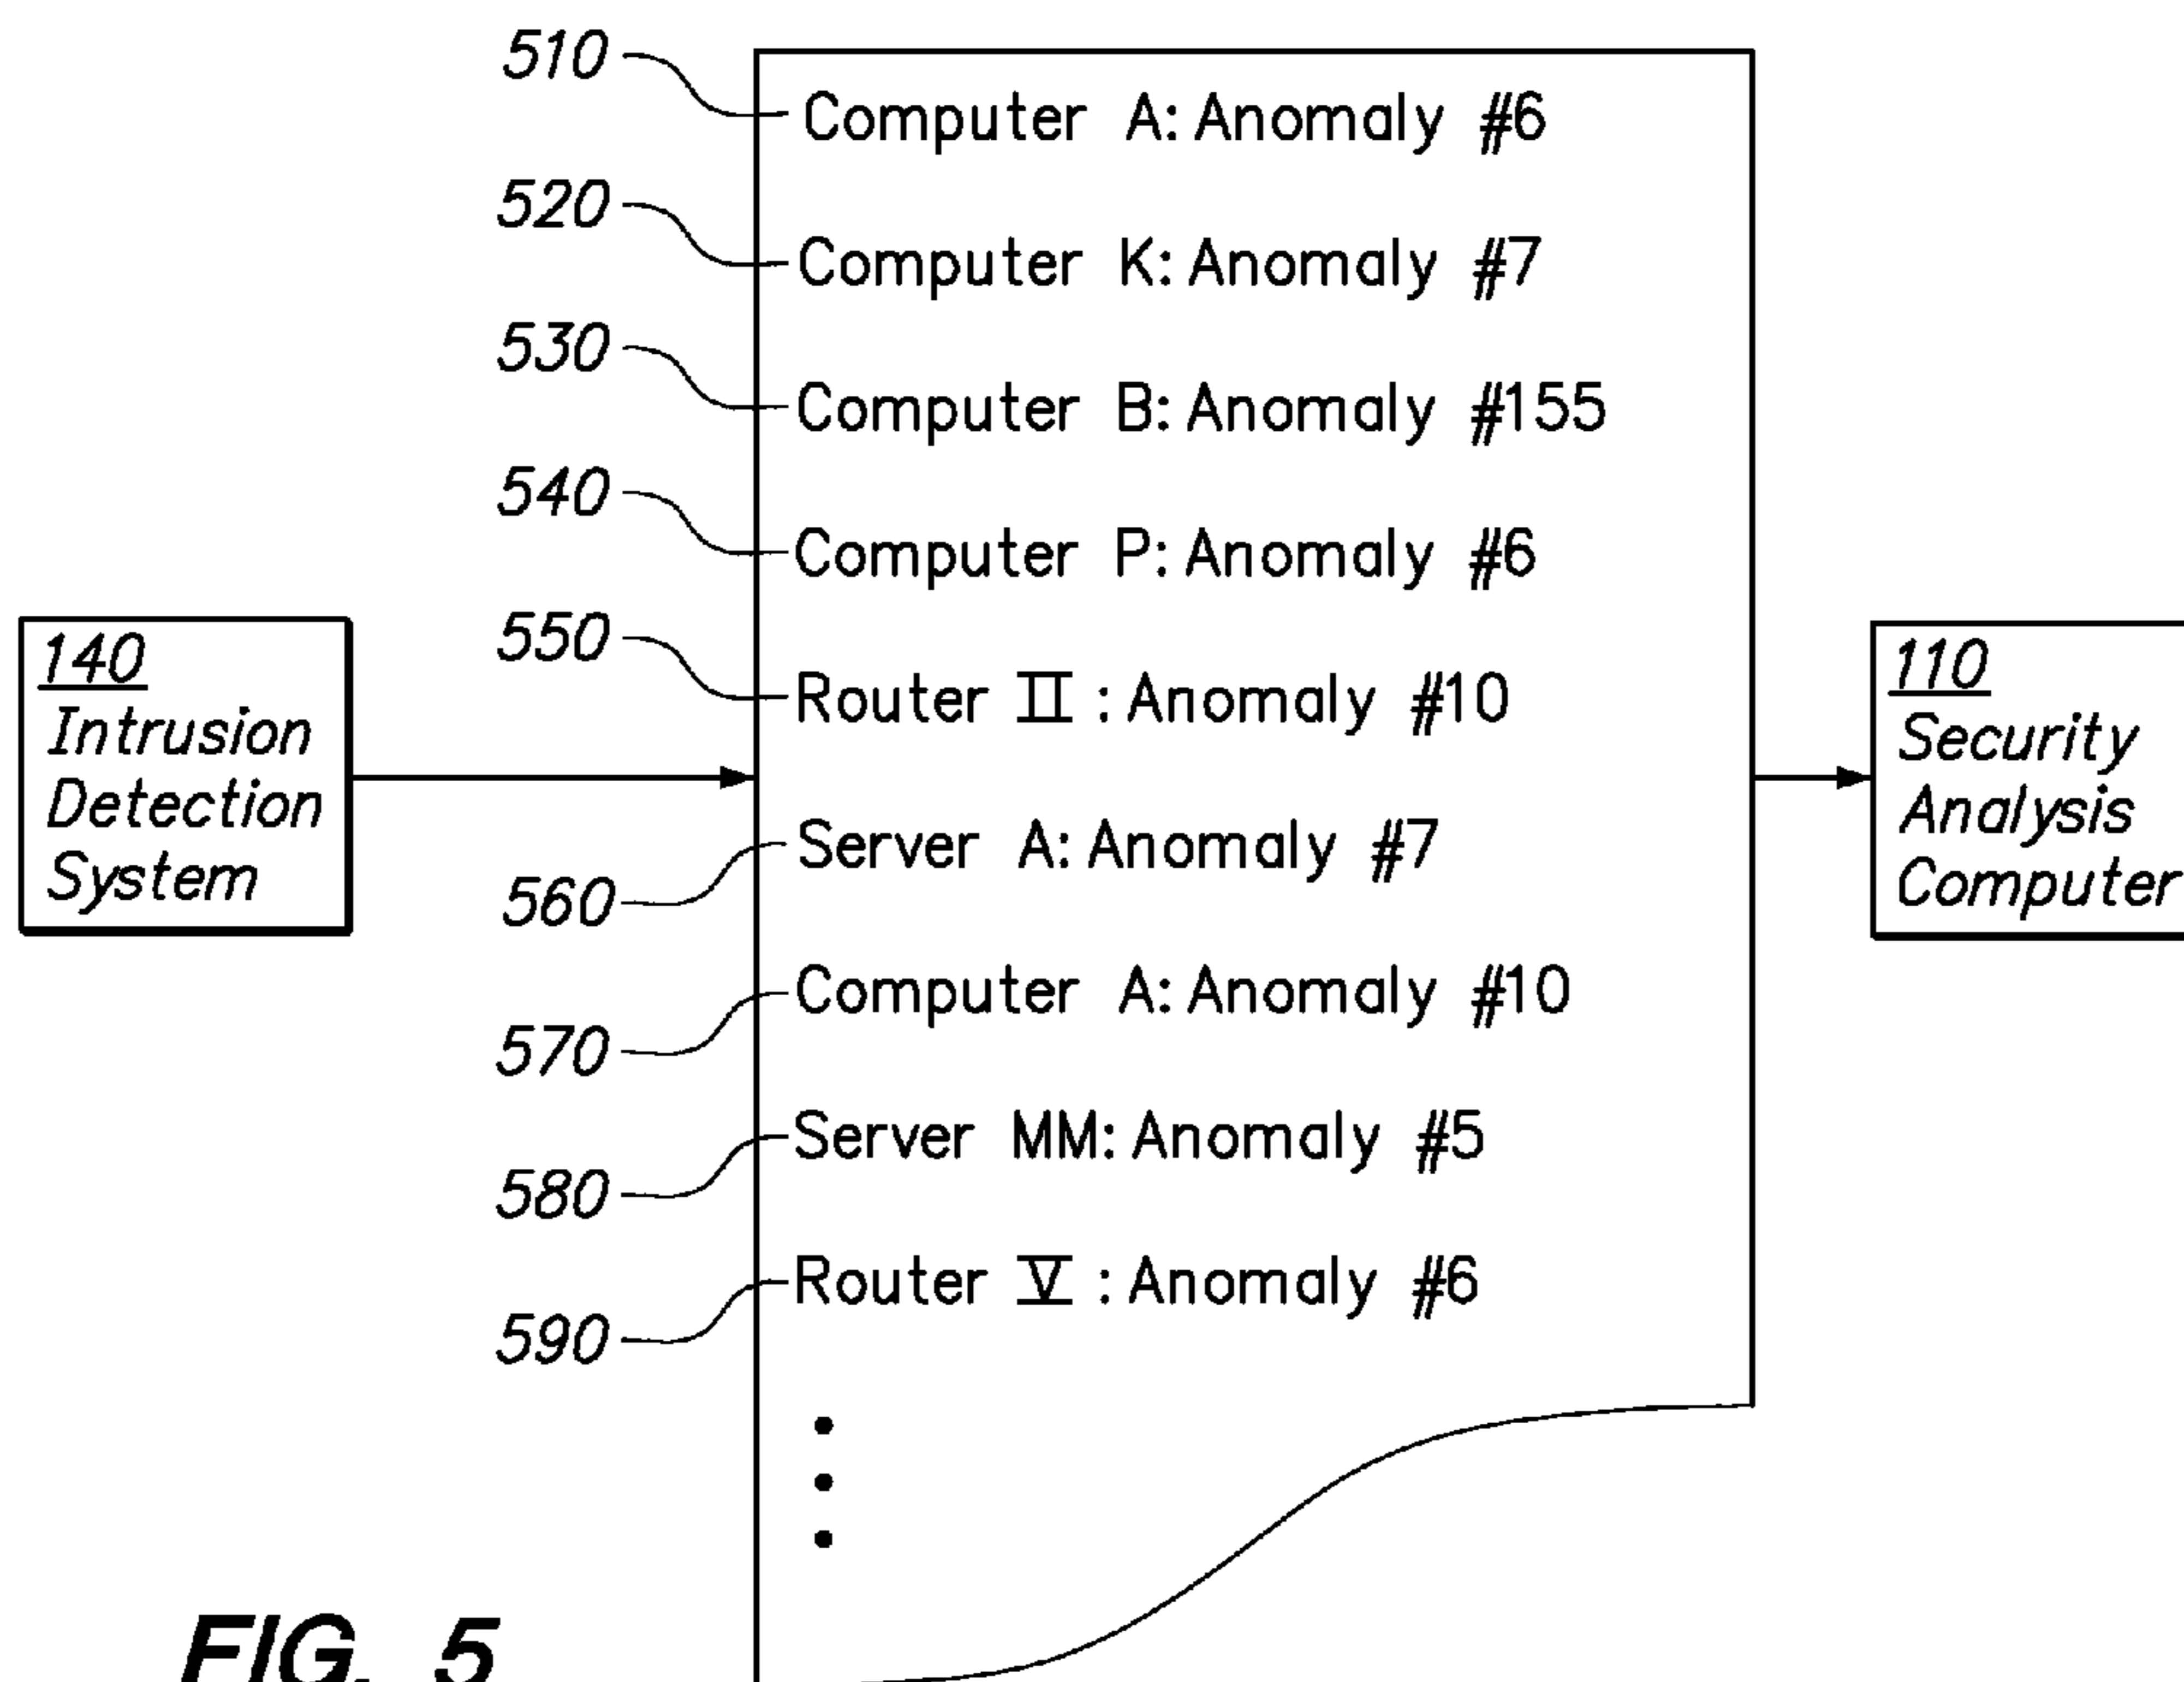 510
Computer A: Anomaly #6
520
Computer K: Anomaly #7
530
Computer B: Anomaly #155
540
Computer P: Anomaly #6
550
Router II : Anomaly #10
140
Intrusion
Detection
System
110
Security
Analysis
Computer
Server A: Anomaly #7
560
Computer A: Anomaly #10
570
Server MM: Anomaly #5
580
Router V : Anomaly #6
590
FIG. 5